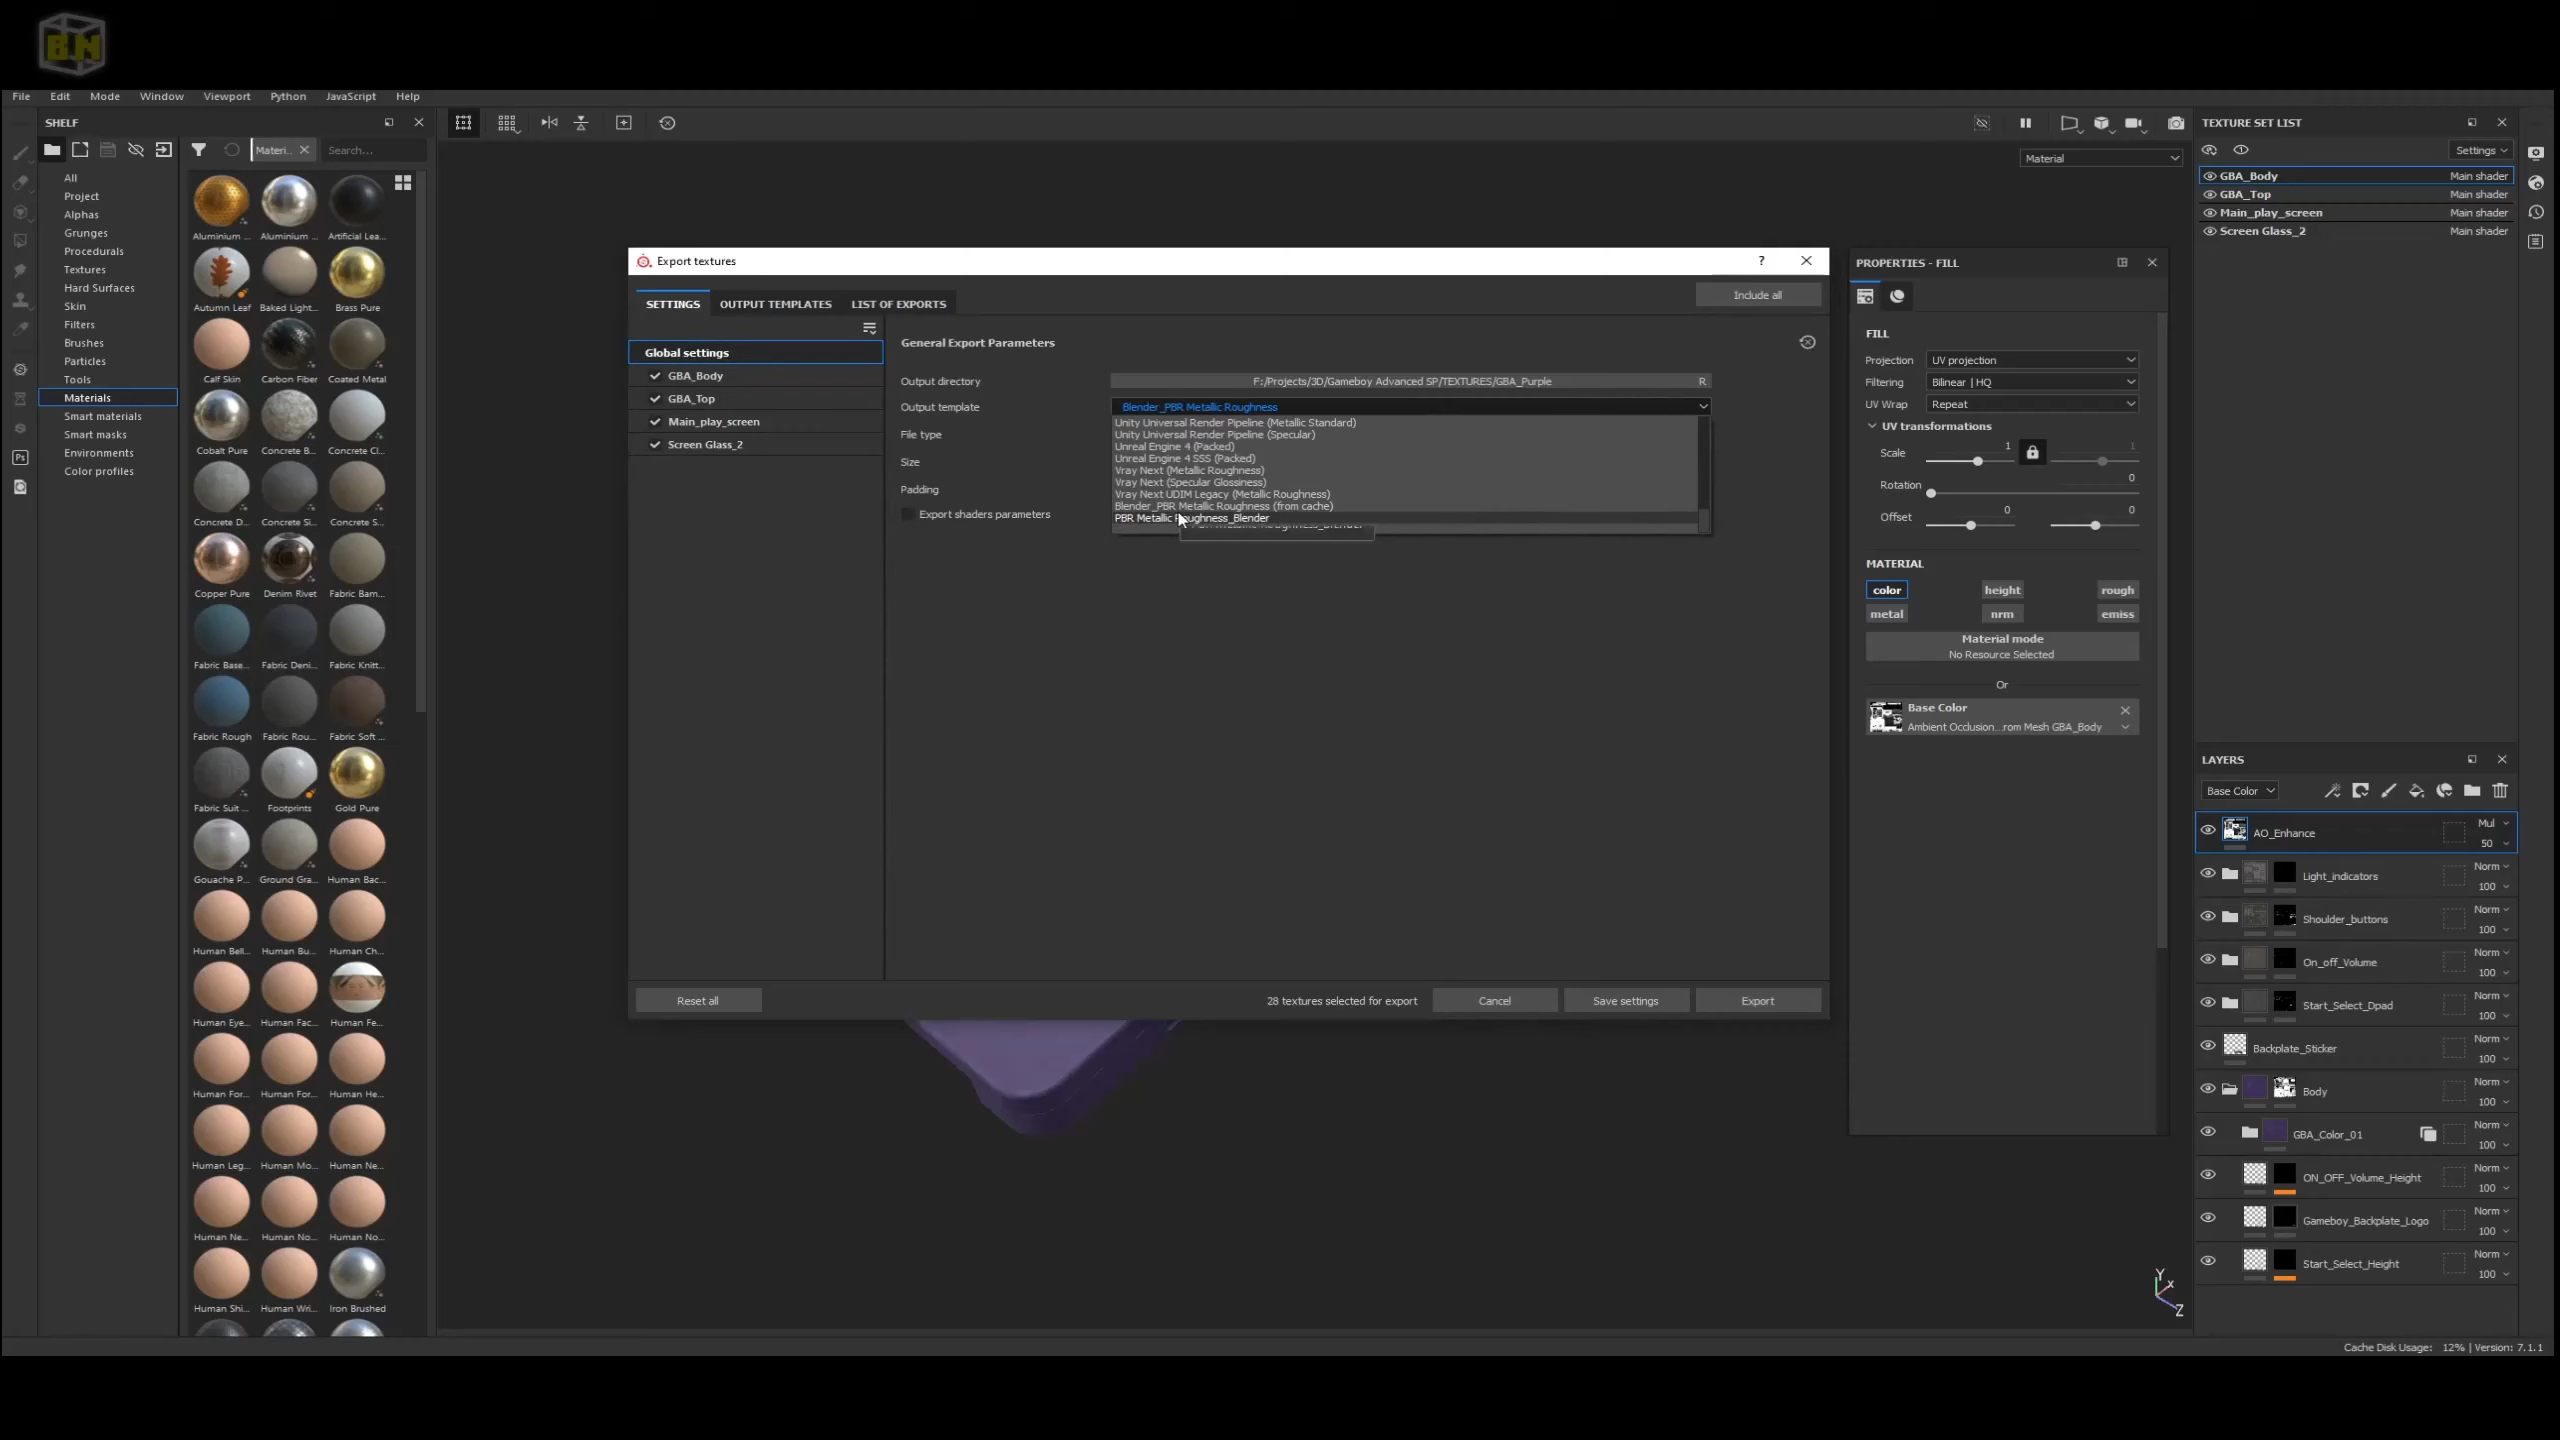 BN
File Edit Mode Window Viewport Python JavaScript Help
SHELF
Materi...
Search...
All
Project
Alphas
Grunges
Procedurals
Textures
Hard Surfaces
Skin
Filters
Brushes
Particles
Tools
Materials
Smart materials
Smart masks
Environments
Color profiles
Aluminium ... Aluminium ... Artificial Lea...
Autumn Leaf Baked Light... Brass Pure
Calf Skin Carbon Fiber Coated Metal
Cobalt Pure Concrete B... Concrete Cl...
Concrete D... Concrete Si... Concrete S...
Copper Pure Denim Rivet Fabric Bam...
Fabric Base... Fabric Deni... Fabric Knitt...
Fabric Rough Fabric Rou... Fabric Soft ...
Fabric Suit ... Footprints Gold Pure
Gouache P... Ground Gra... Human Bac...
Human Bell... Human Bu... Human Ch...
Human Eye... Human Fac... Human Fe...
Human For... Human For... Human He...
Human Leg... Human Mo... Human Ne...
Human Ne... Human No... Human No...
Human Shi... Human Wri... Iron Brushed
Ps
Material
Export textures
?
SETTINGS OUTPUT TEMPLATES LIST OF EXPORTS
Include all
Global settings
GBA_Body
GBA_Top
Main_play_screen
Screen Glass_2
General Export Parameters
Output directory F:/Projects/3D/Gameboy Advanced SP/TEXTURES/GBA_Purple R
Output template Blender_PBR Metallic Roughness
File type
Size
Padding
Export shaders parameters
Unity Universal Render Pipeline (Metallic Standard)
Unity Universal Render Pipeline (Specular)
Unreal Engine 4 (Packed)
Unreal Engine 4 SSS (Packed)
Vray Next (Metallic Roughness)
Vray Next (Specular Glossiness)
Vray Next UDIM Legacy (Metallic Roughness)
Blender_PBR Metallic Roughness (from cache)
PBR Metallic Roughness_Blender
Reset all
28 textures selected for export
Cancel
Save settings
Export
PROPERTIES - FILL
FILL
Projection UV projection
Filtering Bilinear | HQ
UV Wrap Repeat
UV transformations
Scale 1 1
Rotation 0
Offset 0 0
MATERIAL
color height rough
metal nrm emiss
Material mode
No Resource Selected
Or
Base Color
Ambient Occlusion...rom Mesh GBA_Body
TEXTURE SET LIST
Settings
GBA_Body Main shader
GBA_Top Main shader
Main_play_screen Main shader
Screen Glass_2 Main shader
LAYERS
Base Color
AO_Enhance Mul 50
Light_indicators Norm 100
Shoulder_buttons Norm 100
On_off_Volume Norm 100
Start_Select_Dpad Norm 100
Backplate_Sticker Norm 100
Body Norm 100
GBA_Color_01 Norm 100
ON_OFF_Volume_Height Norm 100
Gameboy_Backplate_Logo Norm 100
Start_Select_Height Norm 100
Y
X
Z
Cache Disk Usage: 12% | Version: 7.1.1